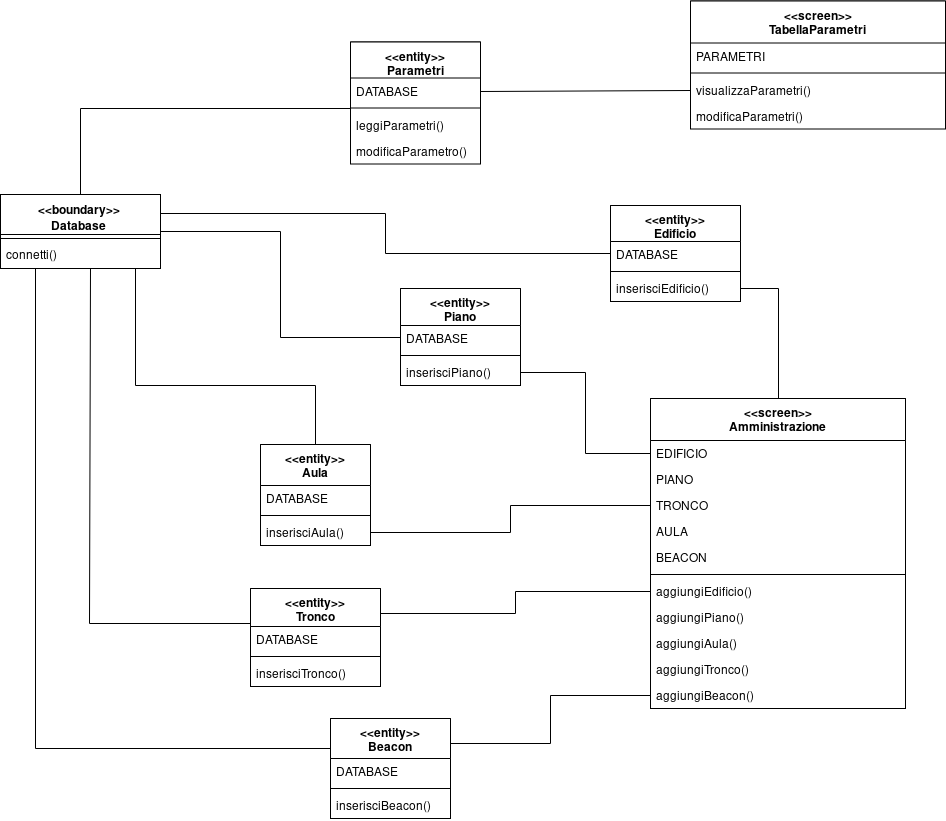 <<screen>>
TabellaParametri
PARAMETRI
visualizzaParametri()
modificaParametri()
<<entity>>
Parametri
DATABASE
leggiParametri()
modificaParametro()
<<boundary>>
Database
connetti()
<<entity>>
Edificio
DATABASE
inserisciEdificio()
<<entity>>
Piano
DATABASE
inserisciPiano()
<<screen>>
Amministrazione
EDIFICIO
PIANO
TRONCO
AULA
BEACON
aggiungiEdificio()
aggiungiPiano()
aggiungiAula()
aggiungiTronco()
aggiungiBeacon()
<<entity>>
Aula
DATABASE
inserisciAula()
<<entity>>
Tronco
DATABASE
inserisciTronco()
<<entity>>
Beacon
DATABASE
inserisciBeacon()